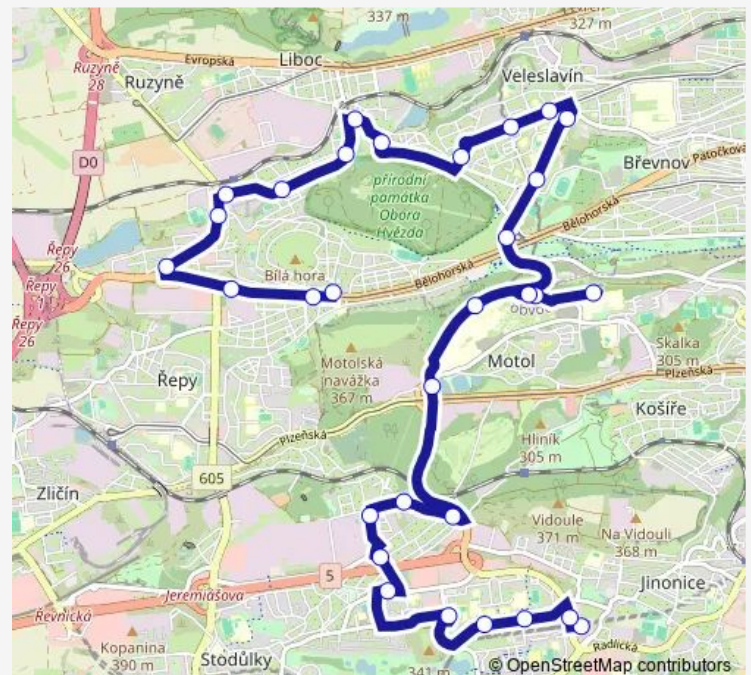 337 m
327 m
Evropská
Liboc
Ruzyně
28
Ruzyně
Veleslavín
D0
Břevnov
Patočkova
přírodní
památka
Obora
Hvězda
Bělohorská
Řepy
26
Bílá hora
Bělohorská
Řepy
Řepy
26
Motol
Skalka
305 m
Plzeňská
Motolská
navážka
367 m
Řepy
Košíře
Hliník
305 m
Plzeňská
605
Zličín
Vidoule
371 m
Na Vidouli
368 m
5
Jinonice
Jeremiášova
Řevnická
Kopanina
390 m
Stodůlky
341 m
Radlická
© OpenStreetMap contributors